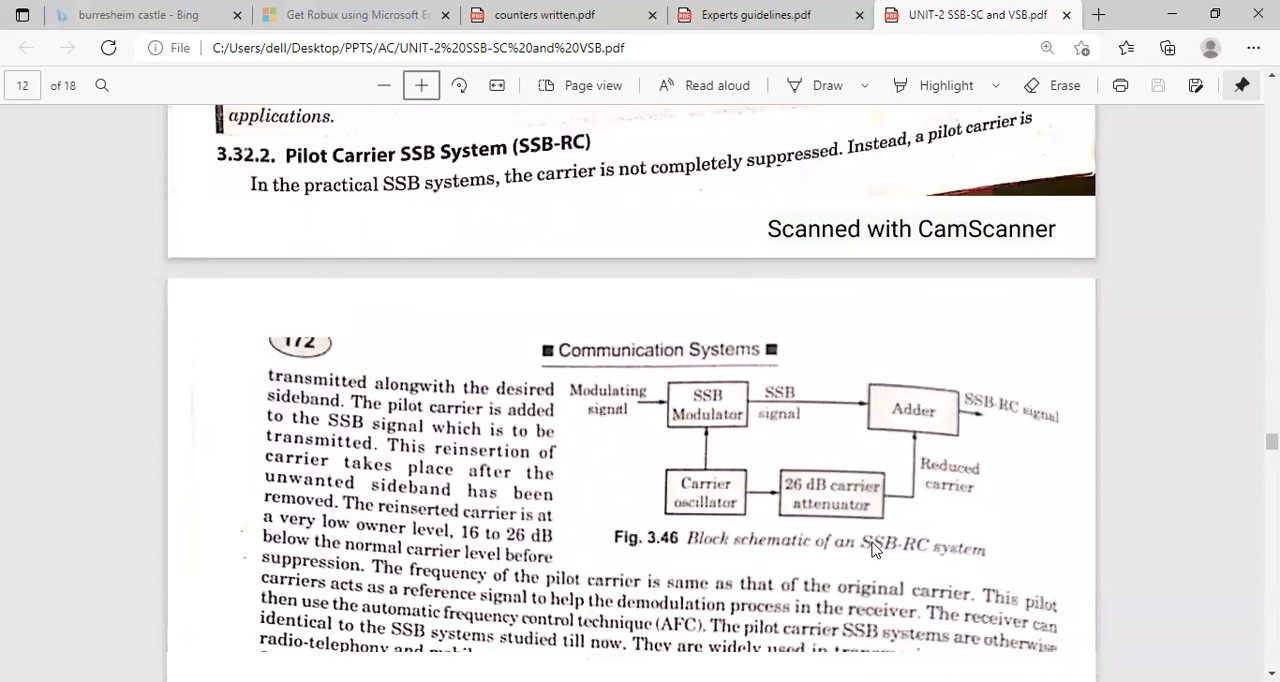 burresheim castle - Bing
Get Robux using Microsoft Ec
counters written.pdf
Experts guidelines.pdf
UNIT-2 SSB-SC and VSB.pdf
File
C:/Users/dell/Desktop/PPTS/AC/UNIT-2%20SSB-SC%20and%20VSB.pdf
12 of 18
Page view
Read aloud
Draw
Highlight
Erase
applications.
3.32.2. Pilot Carrier SSB System (SSB-RC)
In the practical SSB systems, the carrier is not completely suppressed. Instead, a pilot carrier is
Scanned with CamScanner
172
■ Communication Systems ■
transmitted alongwith the desired
sideband. The pilot carrier is added
to the SSB signal which is to be
transmitted. This reinsertion of
carrier takes place after the
unwanted sideband has been
removed. The reinserted carrier is at
a very low owner level, 16 to 26 dB
below the normal carrier level before
suppression. The frequency of the pilot carrier is same as that of the original carrier. This pilot
carriers acts as a reference signal to help the demodulation process in the receiver. The receiver can
then use the automatic frequency control technique (AFC). The pilot carrier SSB systems are otherwise
identical to the SSB systems studied till now. They are widely used in
radio-telephony and
Modulating
signal
SSB
Modulator
SSB
signal
Adder
SSB-RC signal
Carrier
oscillator
26 dB carrier
attenuator
Reduced
carrier
Fig. 3.46 Block schematic of an SSB-RC system